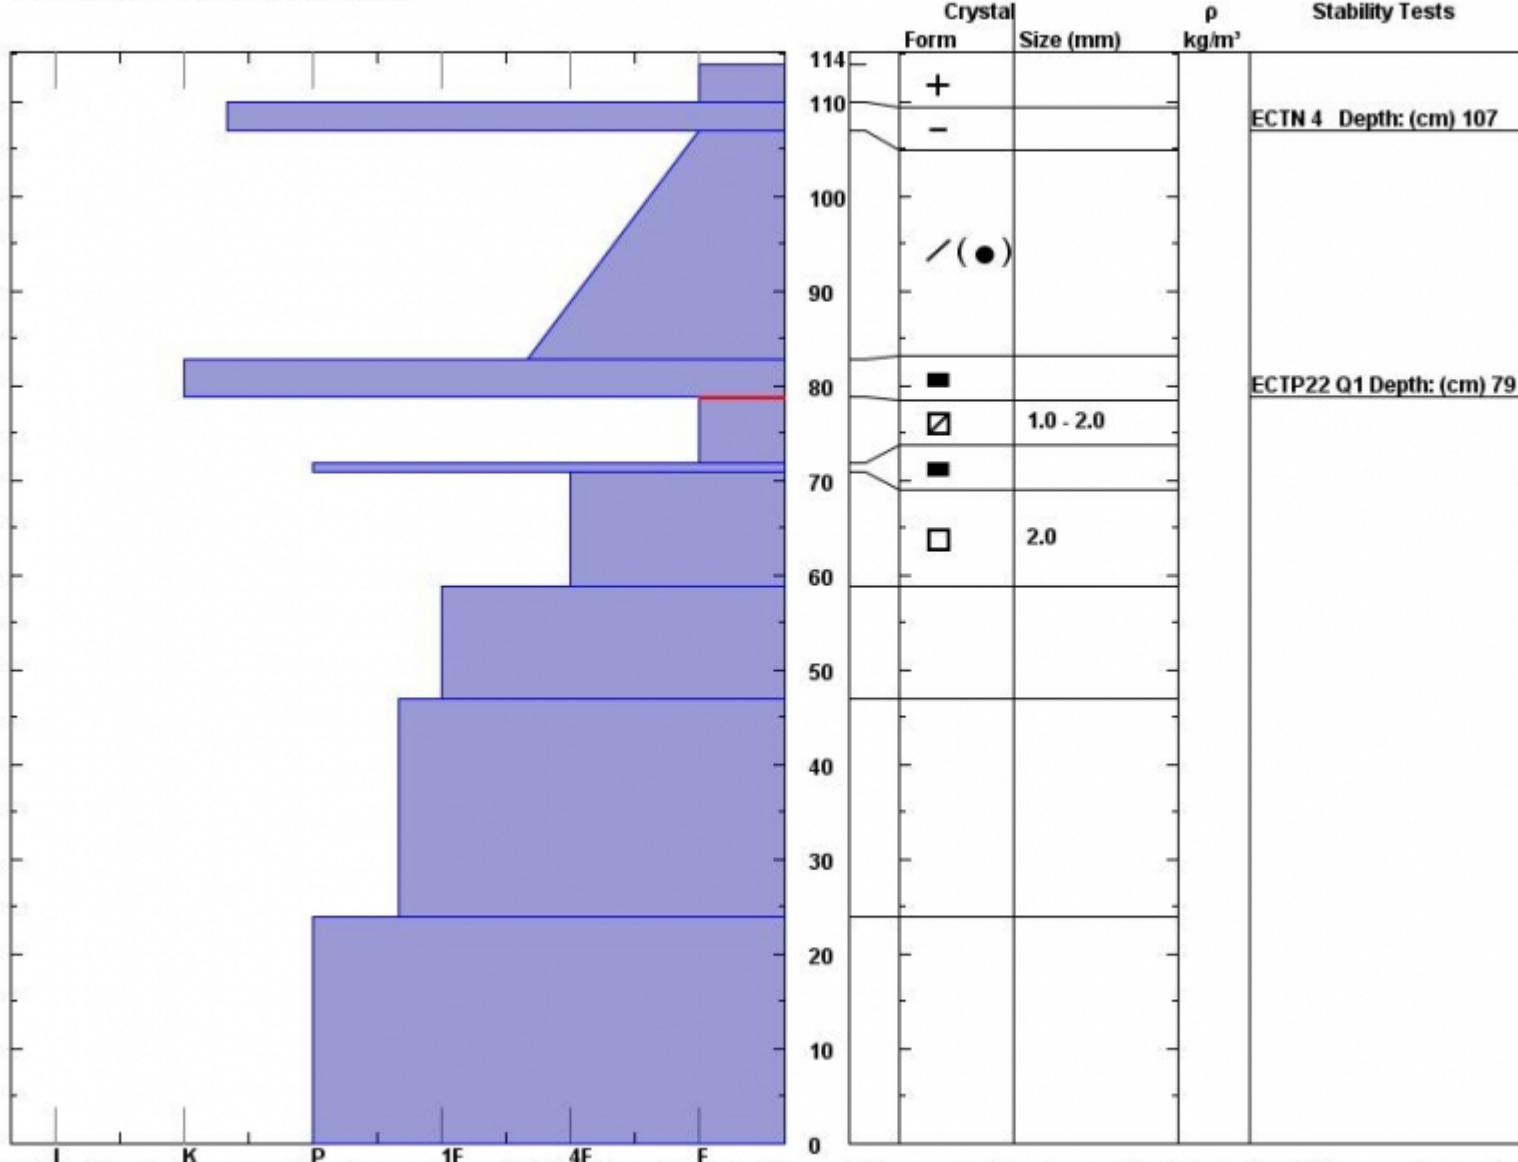 Crystal ρ Stability Tests
Form Size (mm) kg/m³
114
110
ECTN 4 Depth: (cm) 107
100
90
80
ECTP22 Q1 Depth: (cm) 79
1.0 - 2.0
70
2.0
60
50
40
30
20
10
0
I K P 1F 4F F